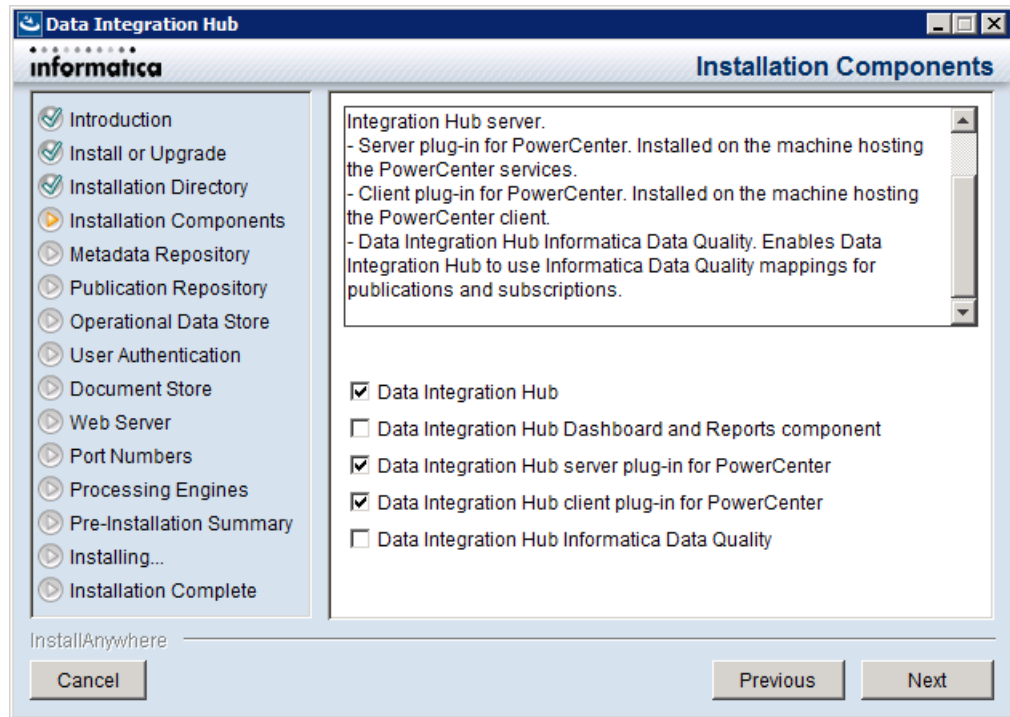 Data Integration Hub
informatica
Installation Components
Introduction
Install or Upgrade
Installation Directory
Installation Components
Metadata Repository
Publication Repository
Operational Data Store
User Authentication
Document Store
Web Server
Port Numbers
Processing Engines
Pre-Installation Summary
Installing...
Installation Complete
Integration Hub server.
- Server plug-in for PowerCenter. Installed on the machine hosting
the PowerCenter services.
- Client plug-in for PowerCenter. Installed on the machine hosting
the PowerCenter client.
- Data Integration Hub Informatica Data Quality. Enables Data
Integration Hub to use Informatica Data Quality mappings for
publications and subscriptions.
Data Integration Hub
Data Integration Hub Dashboard and Reports component
Data Integration Hub server plug-in for PowerCenter
Data Integration Hub client plug-in for PowerCenter
Data Integration Hub Informatica Data Quality
InstallAnywhere
Cancel
Previous
Next